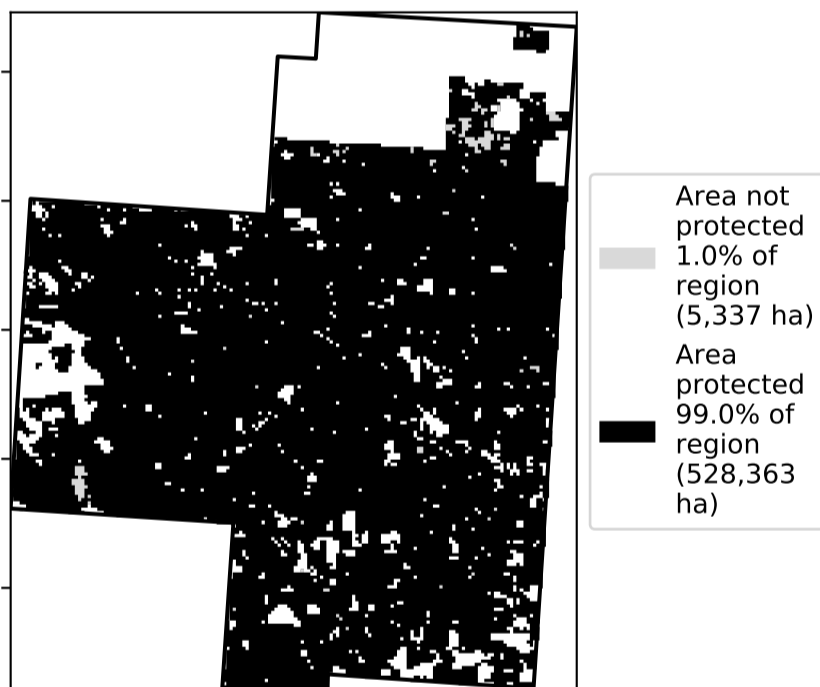 Area not
protected
1.0% of
region
(5,337 ha)
Area
protected
99.0% of
region
(528,363
ha)